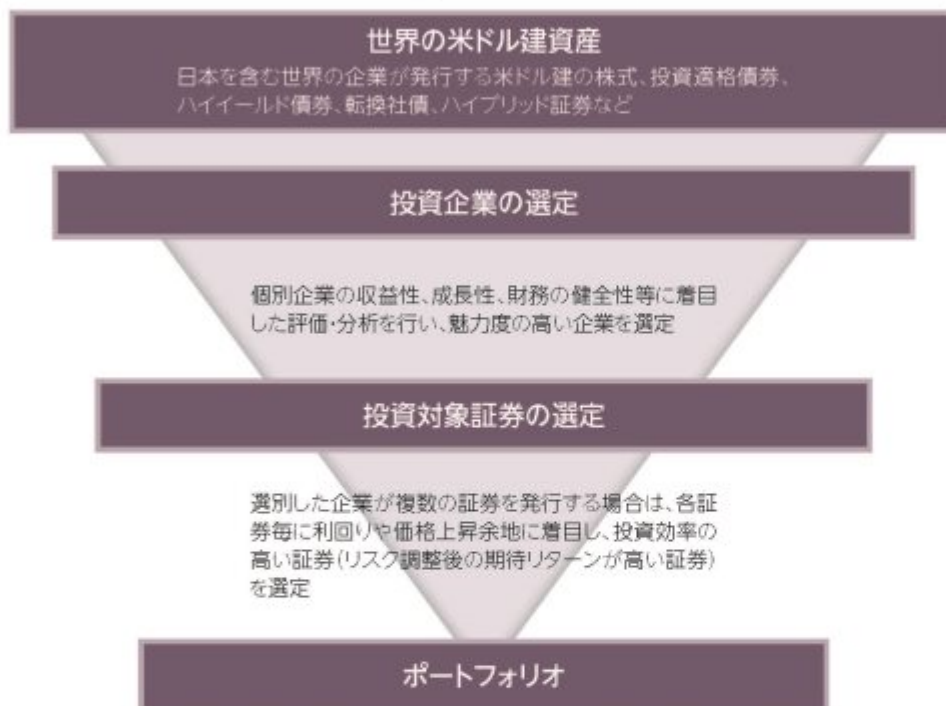 世界の米ドル建資産
日本を含む世界の企業が発行する米ドル建の株式、投資適格債券、
ハイイールド債券、転換社債、ハイブリッド証券など
投資企業の選定
個別企業の収益性、成長性、財務の健全性等に着目
した評価・分析を行い、魅力度の高い企業を選定
投資対象証券の選定
選別した企業が複数の証券を発行する場合は、各証
券毎に利回りや価格上昇余地に着目し、投資効率の
高い証券(リスク調整後の期待リターンが高い証券)
を選定
ポートフォリオ